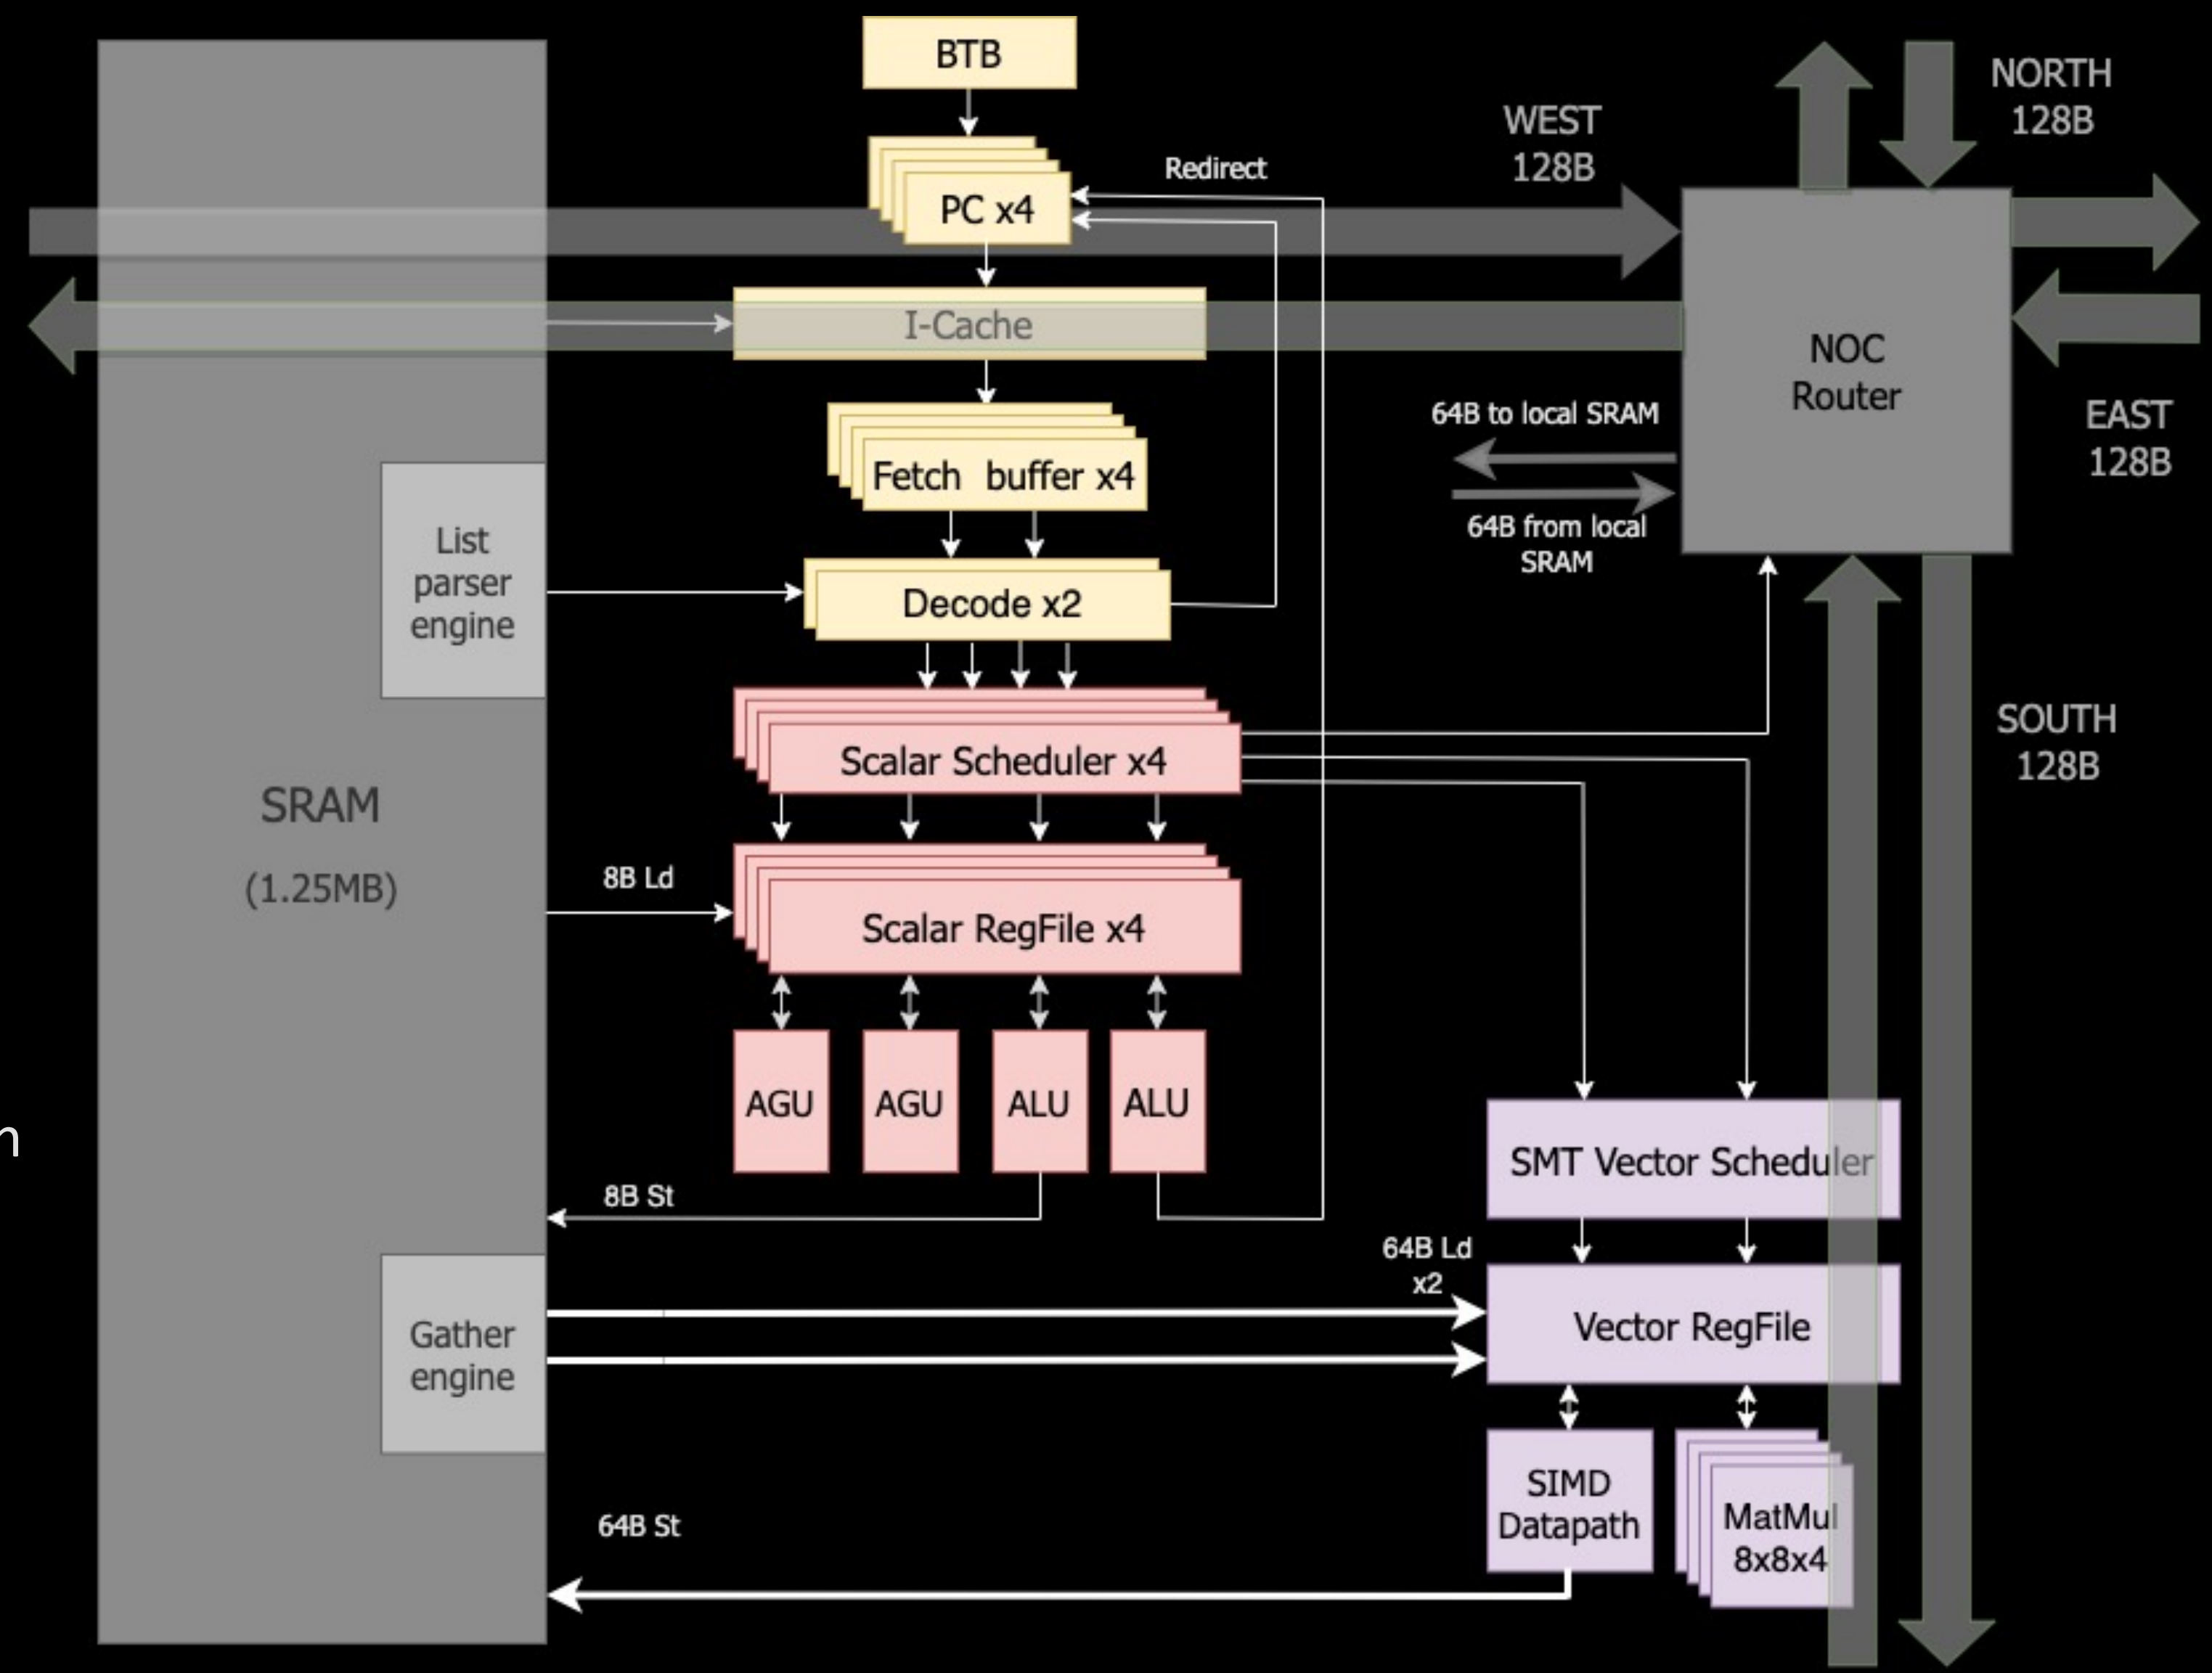 BTB
NORTH
128B
WEST
128B
Redirect
PC x4
I-Cache
NOC
Router
64B to local SRAM
EAST
128B
Fetch buffer x4
64B from local
SRAM
List
parser
engine
Decode x2
SOUTH
128B
Scalar Scheduler x4
SRAM
(1.25MB)
8B Ld
Scalar RegFile x4
AGU
AGU
ALU
ALU
n
SMT Vector Scheduler
8B St
64B Ld
x2
Gather
engine
Vector RegFile
SIMD
Datapath
MatMul
8x8x4
64B St